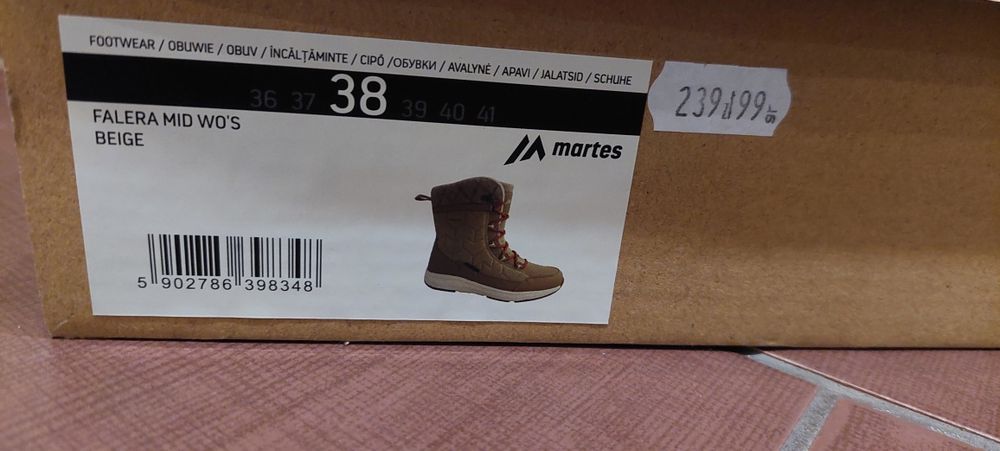 FOOTWEAR / OBUWIE / OBUV / ÎNCĂLȚĂMINTE / CIPŐ /ОБУВКИ / AVALYNĖ / APAVI / JALATSID / SCHUHE
36 37 38 39 40 41
FALERA MID WO'S
BEIGE
martes
5 902786 398348
239,99